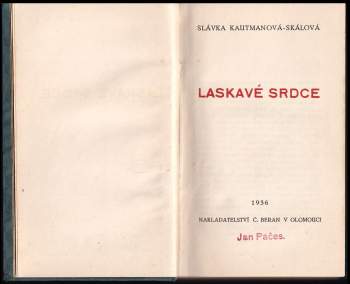 SLÁVKA KAUTMANOVÁ-SKÁLOVÁ
LASKAVÉ SRDCE
1936
NAKLADATELSTVÍ Č. BERAN V OLOMOUCI
Jan Pačes.